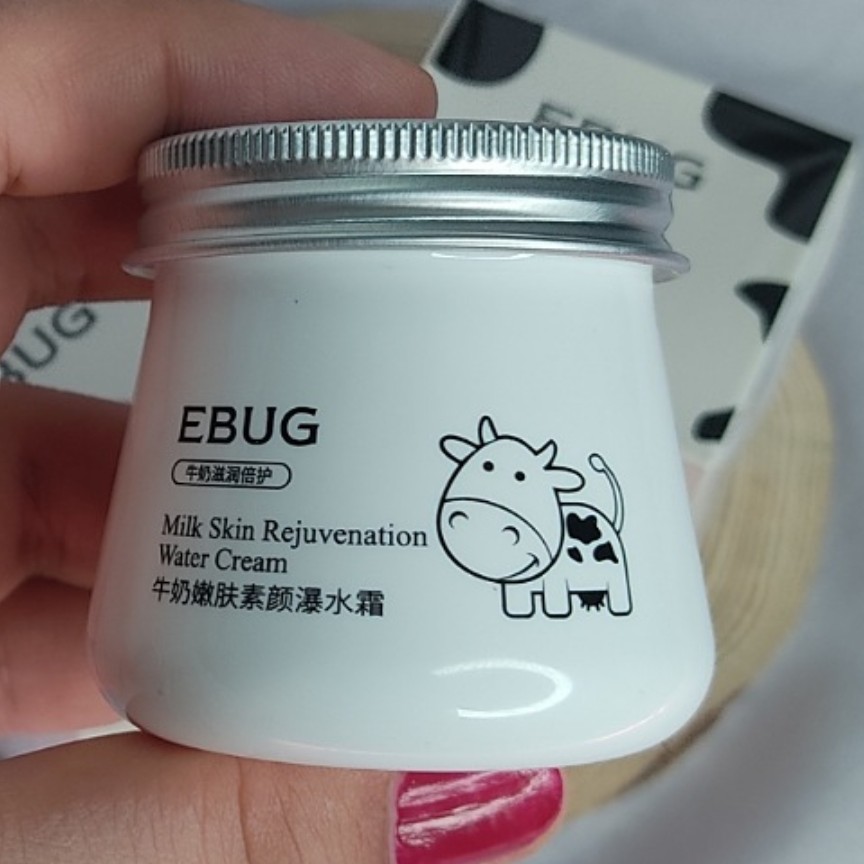 EBUG
牛奶滋润倍护
Milk Skin Rejuvenation
Water Cream
牛奶嫩肤素颜瀑水霜
EBUG